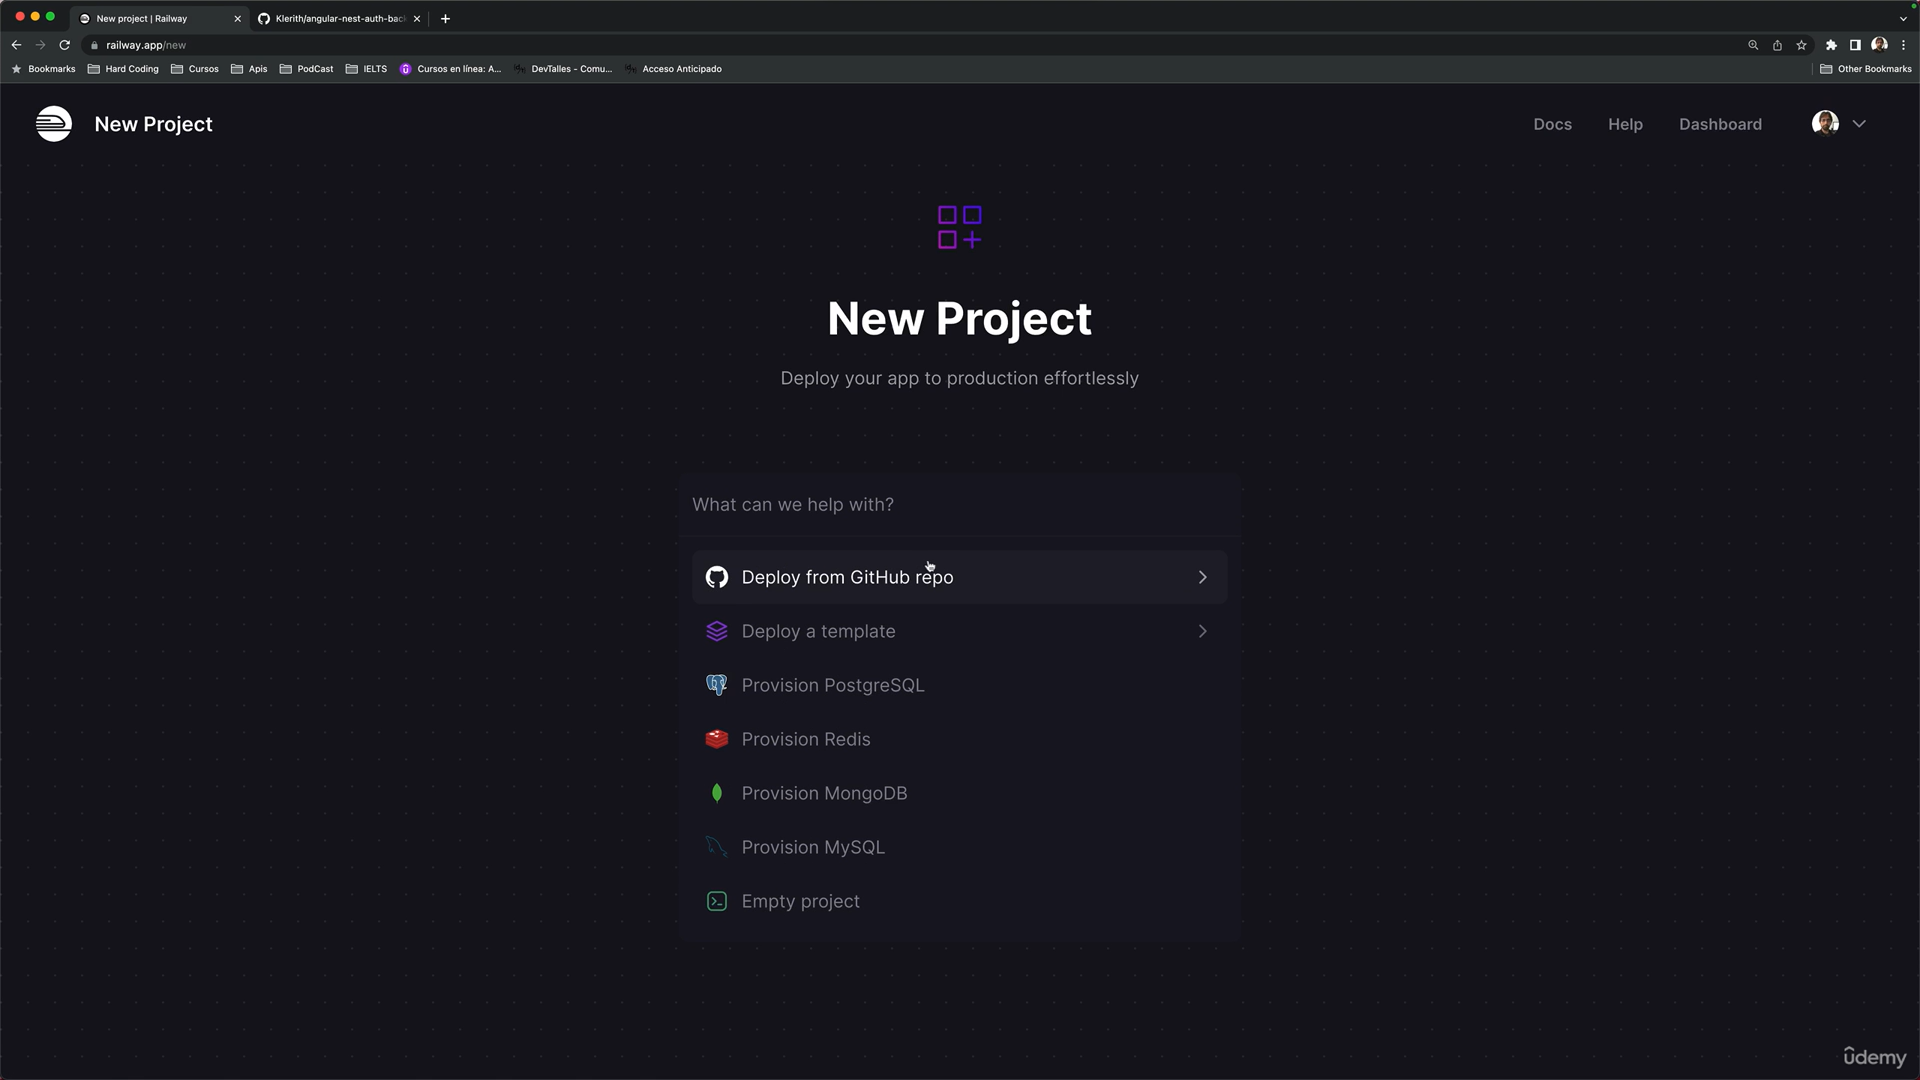 New project | Railway
Klerith/angular-nest-auth-back
railway.app/new
Bookmarks
Hard Coding
Cursos
Apis
PodCast
IELTS
Cursos en línea: A...
DevTalles - Comu...
Acceso Anticipado
Other Bookmarks
New Project
Docs
Help
Dashboard
New Project
Deploy your app to production effortlessly
What can we help with?
Deploy from GitHub repo
Deploy a template
Provision PostgreSQL
Provision Redis
Provision MongoDB
Provision MySQL
Empty project
ûdemy